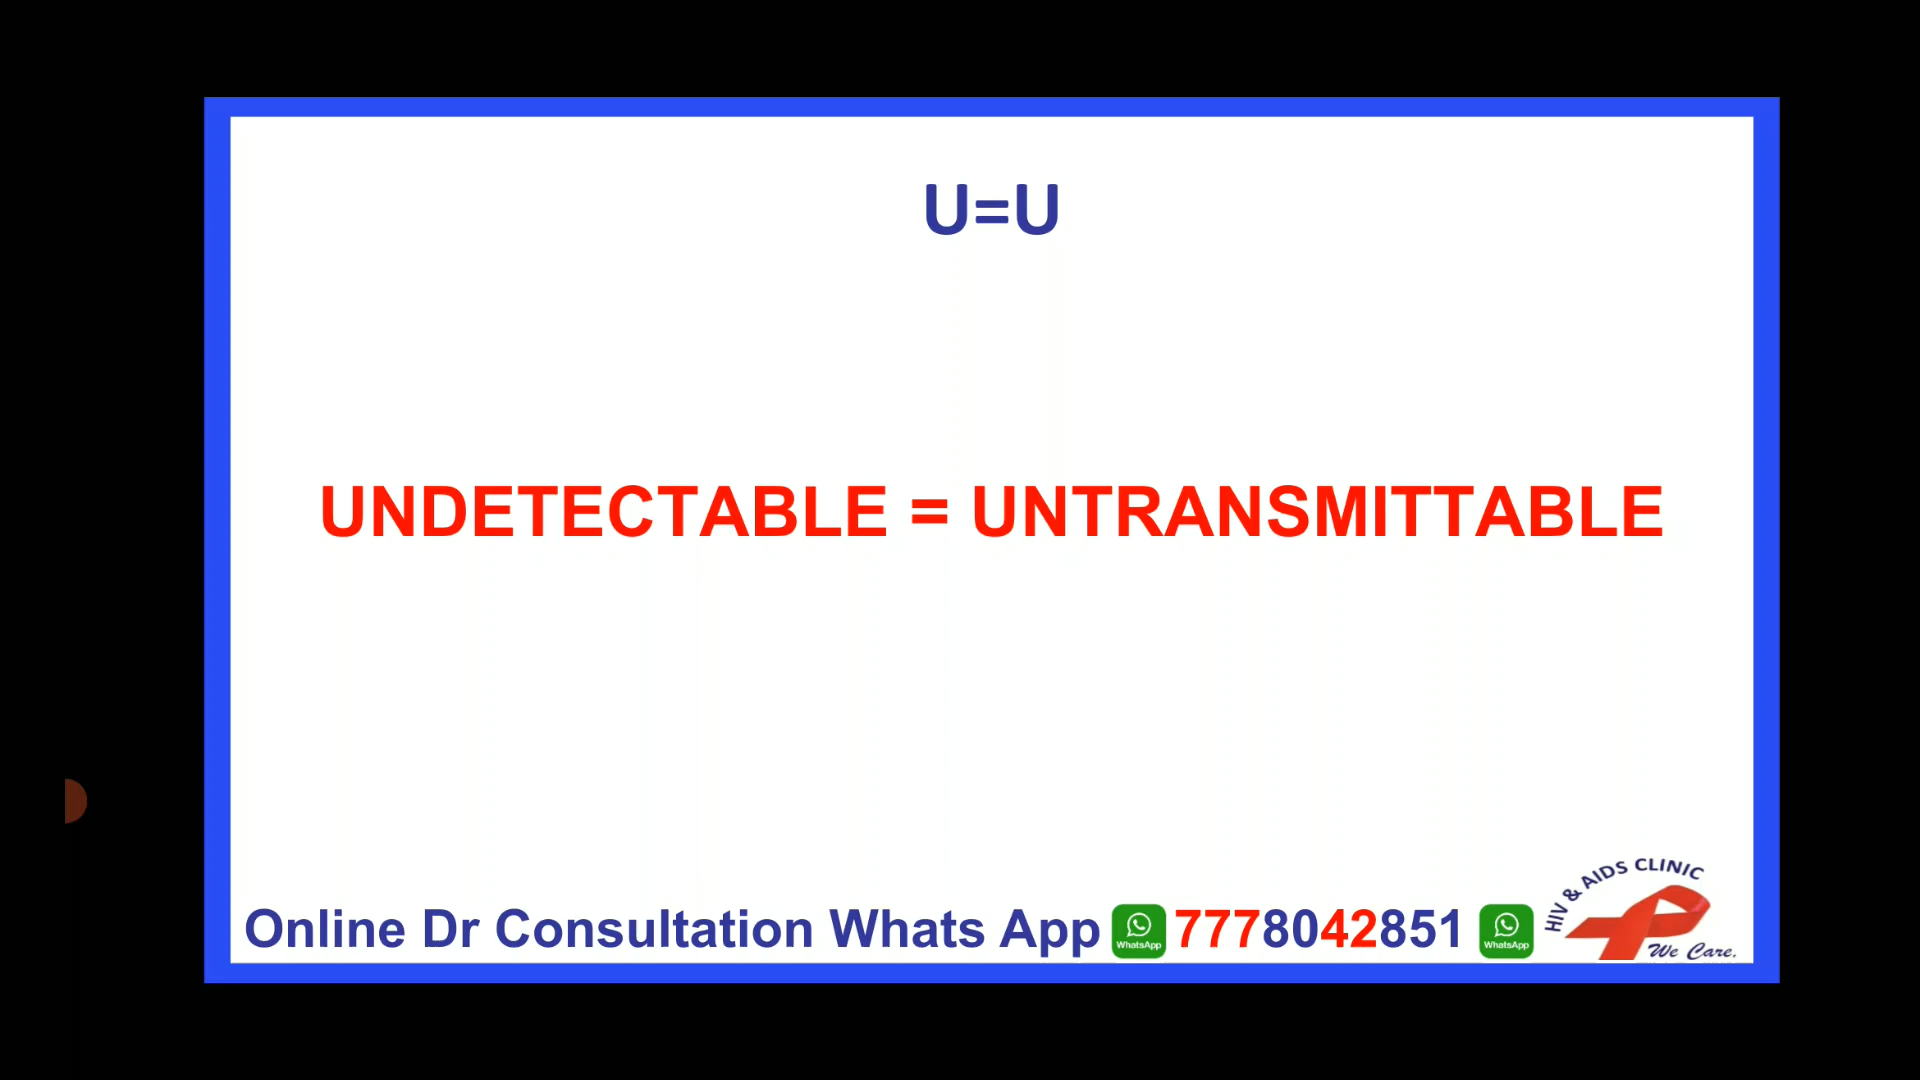 U=U
UNDETECTABLE = UNTRANSMITTABLE
Online Dr Consultation Whats App WhatsApp 7778042851 WhatsApp
HIV & AIDS CLINIC
We Care.